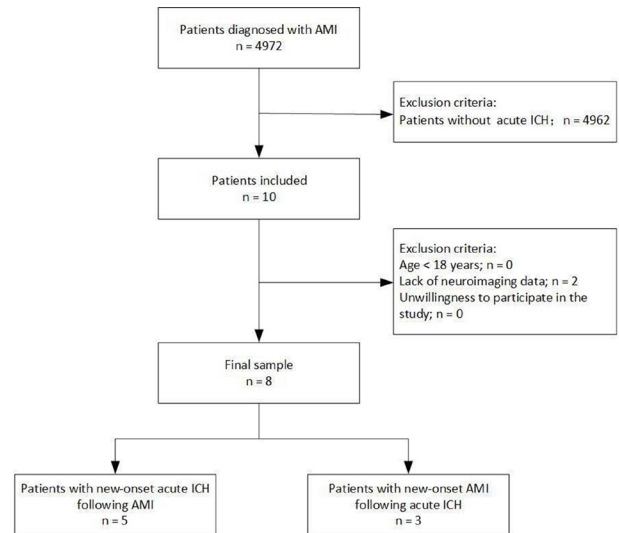 Patients diagnosed with AMI
n = 4972
Exclusion criteria:
Patients without acute ICH；n = 4962
Patients included
n = 10
Exclusion criteria:
Age < 18 years; n = 0
Lack of neuroimaging data; n = 2
Unwillingness to participate in the
study; n = 0
Final sample
n = 8
Patients with new-onset acute ICH
following AMI
n = 5
Patients with new-onset AMI
following acute ICH
n = 3